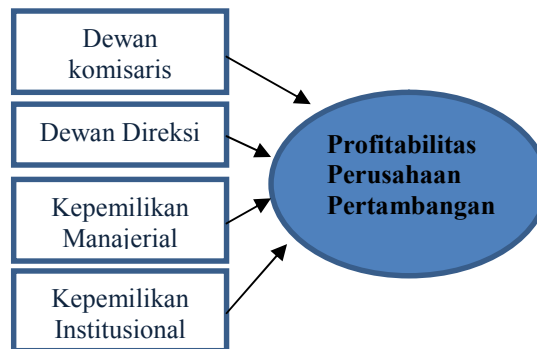 Dewan
komisaris
Dewan Direksi
Kepemilikan
Manajerial
Kepemilikan
Institusional
Profitabilitas
Perusahaan
Pertambangan